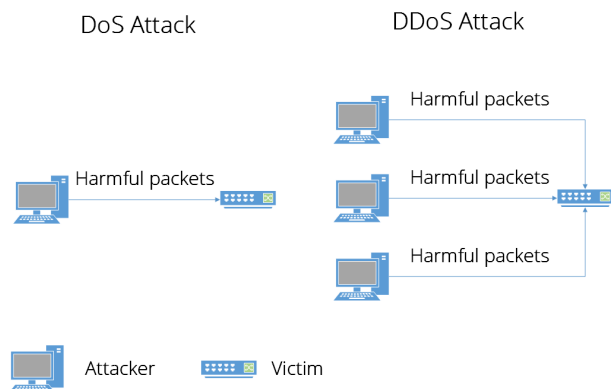 DoS Attack
DDoS Attack
Harmful packets
Harmful packets
Harmful packets
Harmful packets
Attacker
Victim